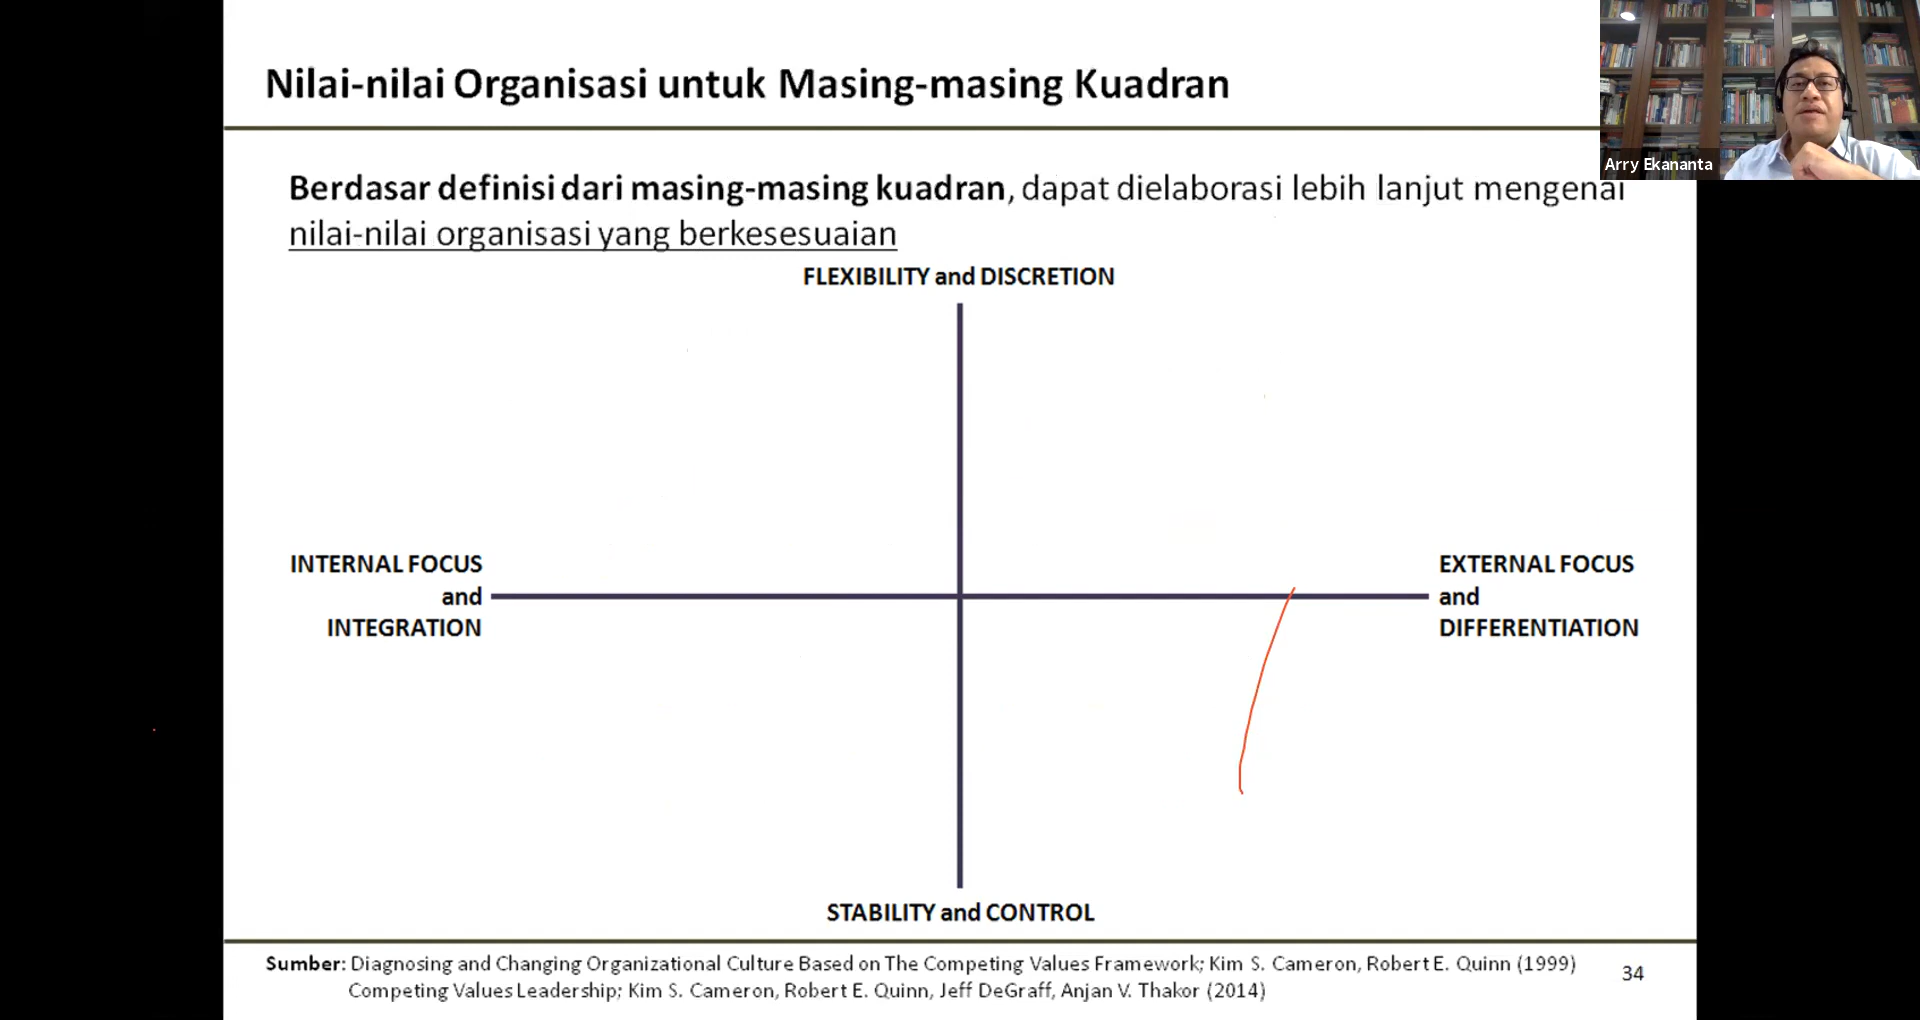 Nilai-nilai Organisasi untuk Masing-masing Kuadran
Arry Ekananta
Berdasar definisi dari masing-masing kuadran, dapat dielaborasi lebih lanjut mengenai
nilai-nilai organisasi yang berkesesuaian
FLEXIBILITY and DISCRETION
INTERNAL FOCUS
and
INTEGRATION
EXTERNAL FOCUS
and
DIFFERENTIATION
STABILITY and CONTROL
Sumber: Diagnosing and Changing Organizational Culture Based on The Competing Values Framework; Kim S. Cameron, Robert E. Quinn (1999)
Competing Values Leadership; Kim S. Cameron, Robert E. Quinn, Jeff DeGraff, Anjan V. Thakor (2014)
34